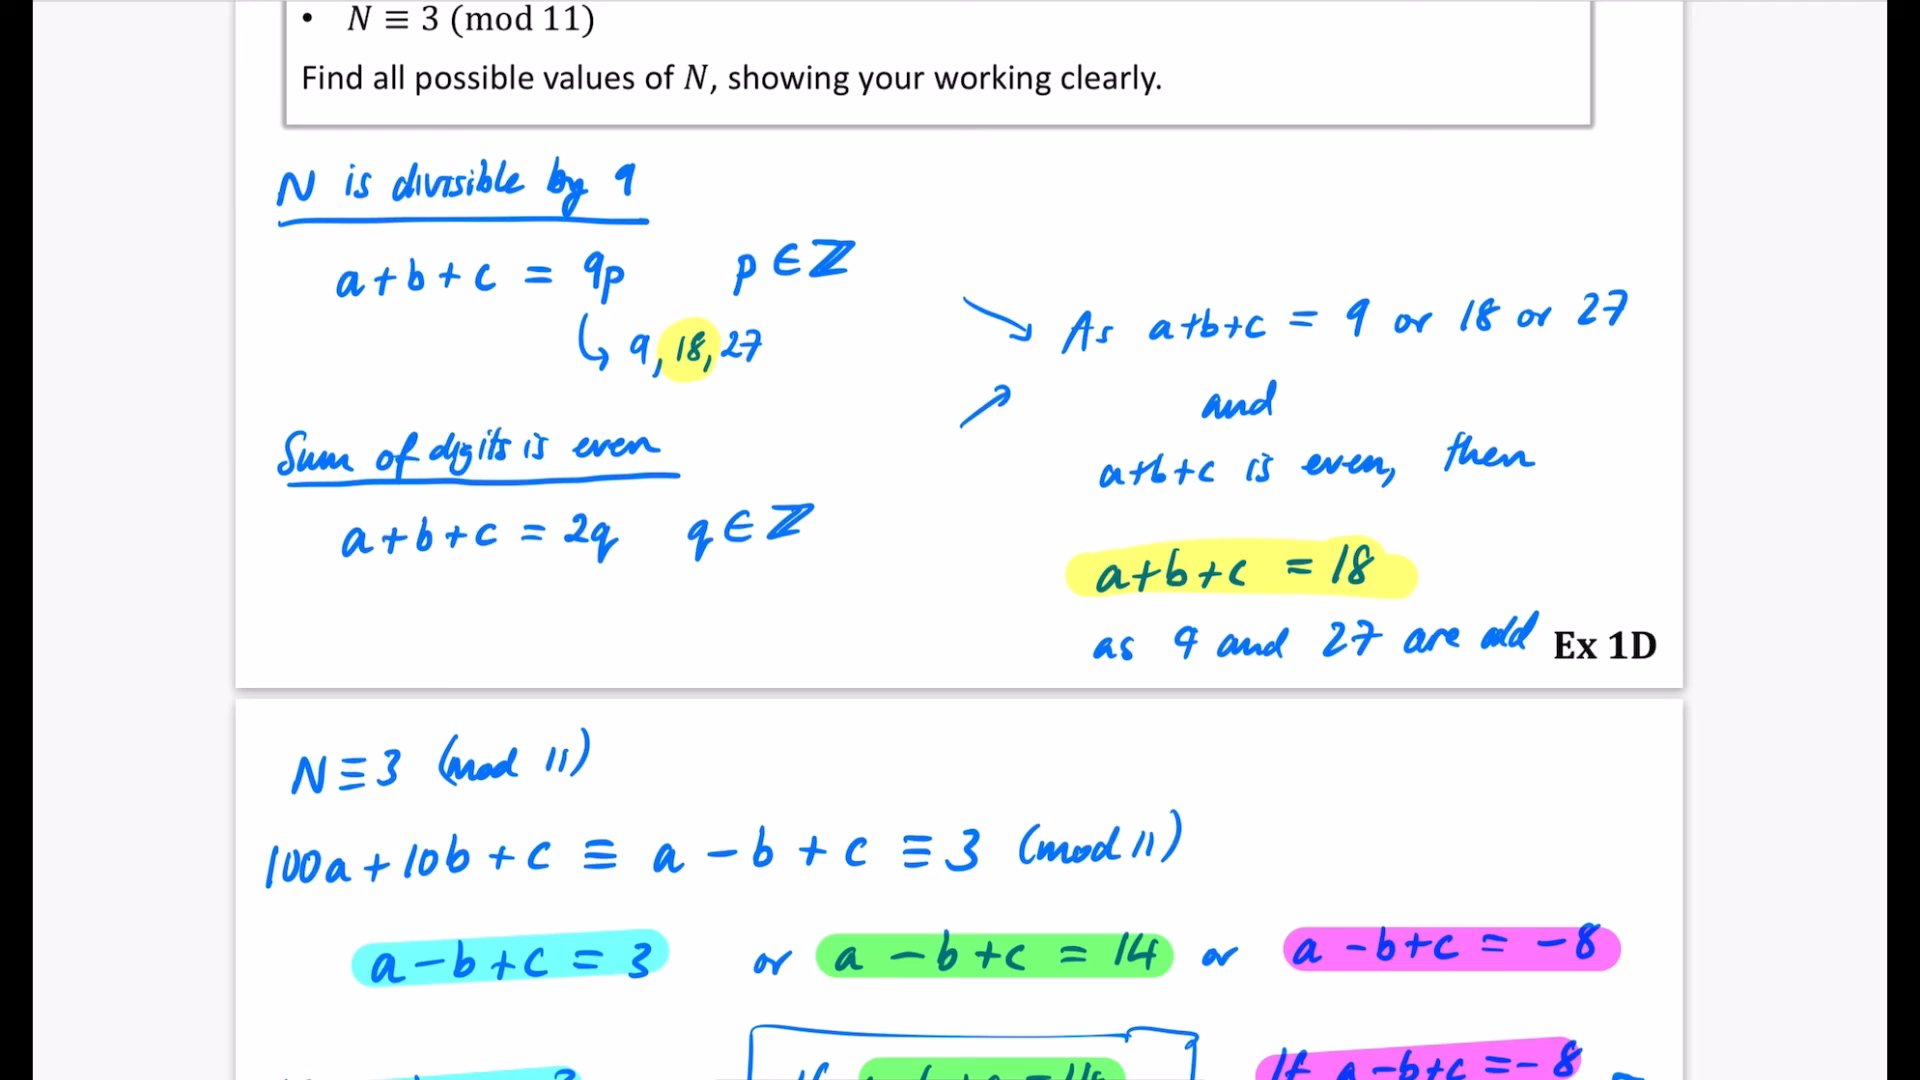 • N ≡ 3 (mod 11)
Find all possible values of N, showing your working clearly.
N is divisible by 9
a+b+c = 9p p∈ℤ
9, 18, 27
As a+b+c = 9 or 18 or 27
and
a+b+c is even, then
Sum of digits is even
a+b+c = 2q q∈ℤ
a+b+c = 18
as 9 and 27 are odd
Ex 1D
N≡3 (mod 11)
100a+10b+c ≡ a-b+c ≡3 (mod 11)
a-b+c = 3 or a-b+c = 14 or a-b+c = -8
If a-b+c =-8